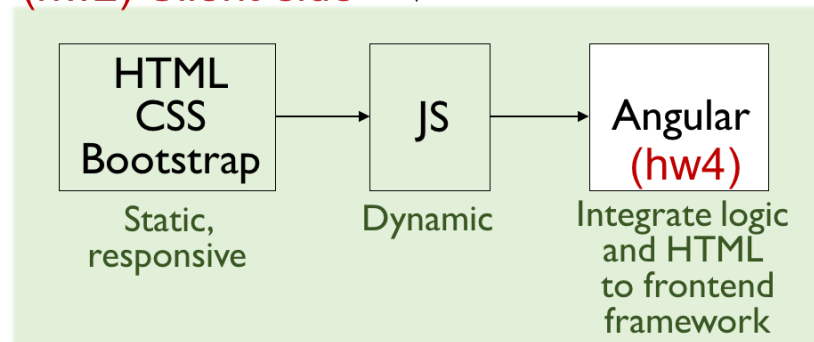 HTML
CSS
Bootstrap
JS
Angular
(hw4)
Static,
responsive
Dynamic
Integrate logic
and HTML
to frontend
framework